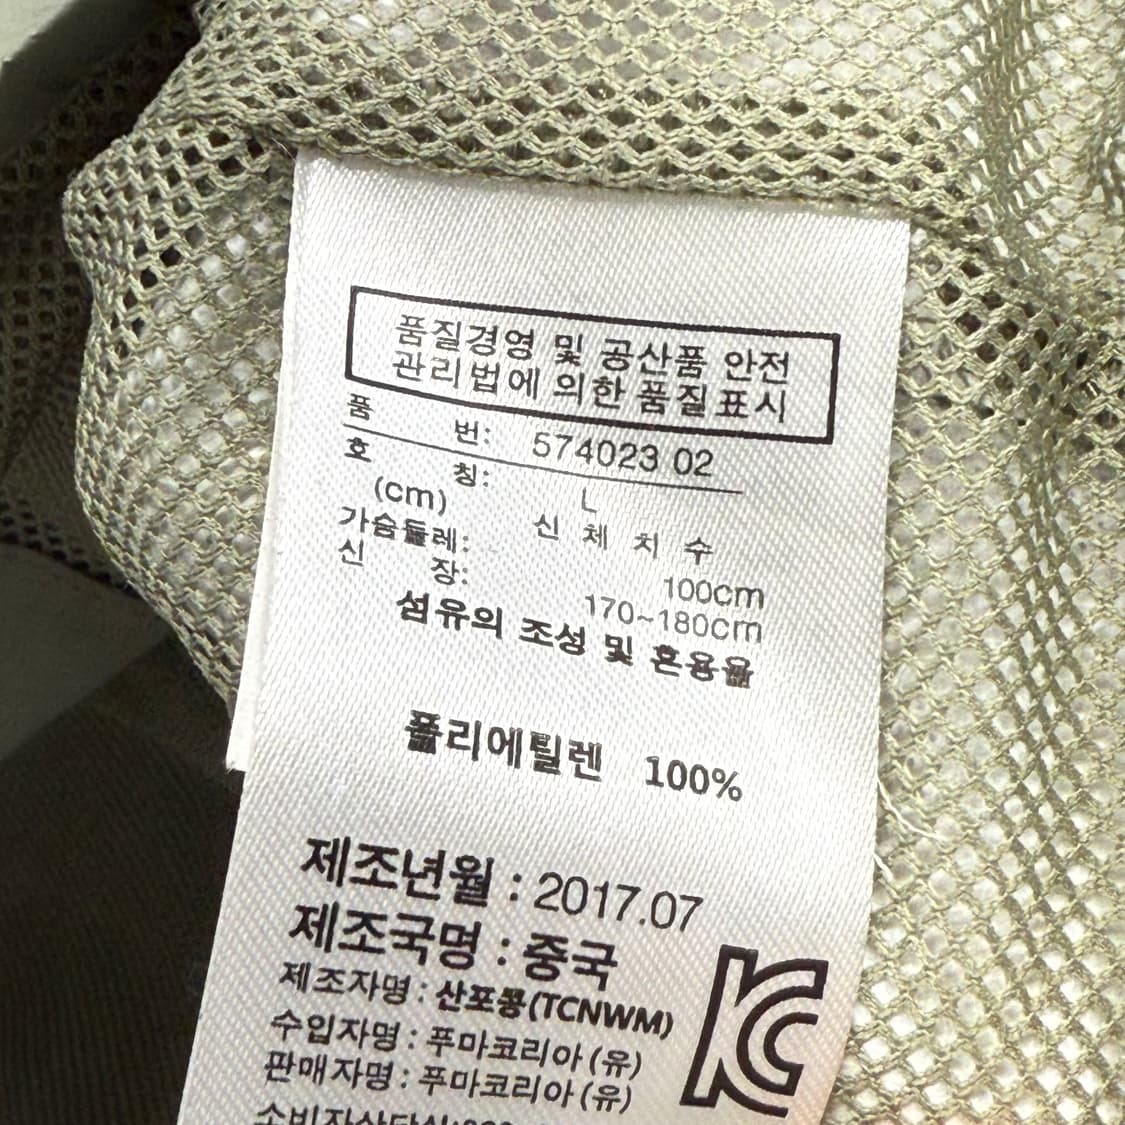 품질경영 및 공산품 안전
관리법에 의한 품질표시
품 번: 574023 02
호 칭: L
(cm) 신 체 치 수
가슴둘레: 100cm
신 장: 170~180cm
섬유의 조성 및 혼용율
폴리에틸렌 100%
제조년월 : 2017.07
제조국명 : 중국
제조자명 : 산포콩(TCNWM)
수입자명 : 푸마코리아 (유)
판매자명 : 푸마코리아 (유)
KC